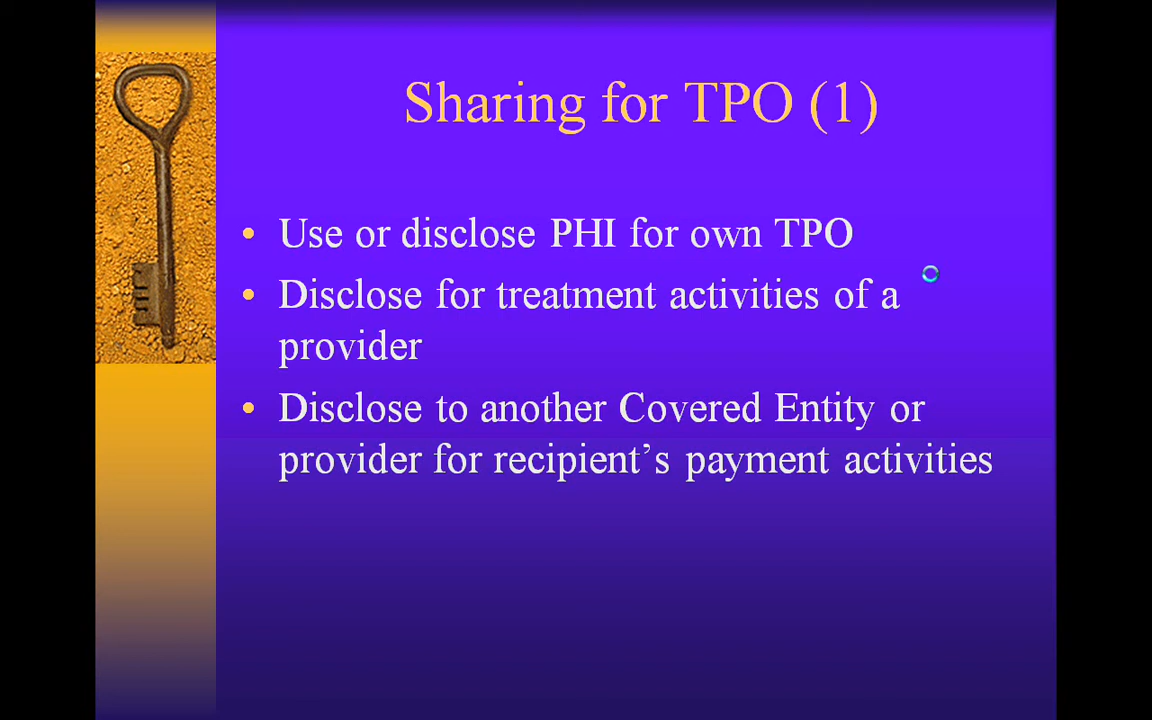 Sharing for TPO (1)
• Use or disclose PHI for own TPO
• Disclose for treatment activities of a
provider
• Disclose to another Covered Entity or
provider for recipient’s payment activities